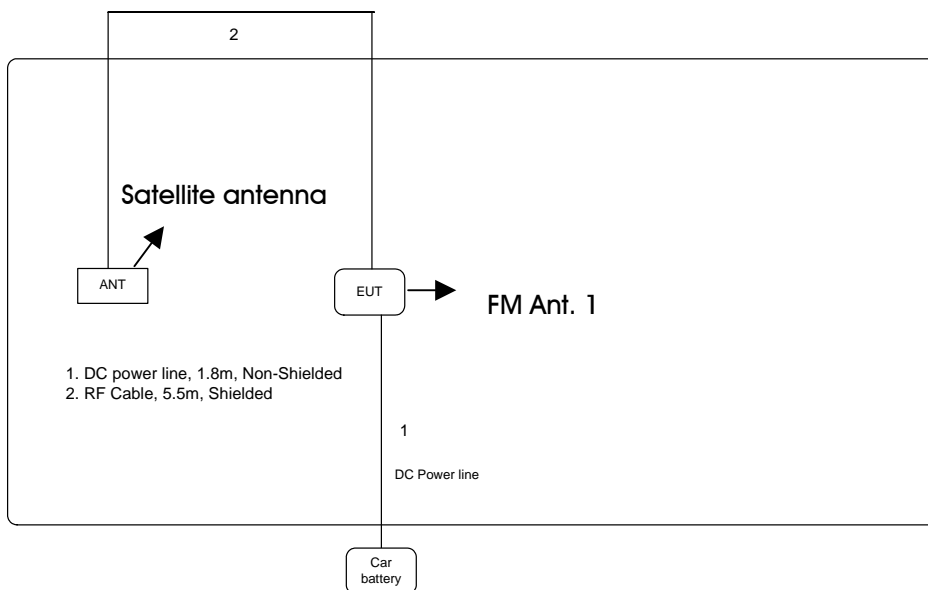 2
Satellite antenna
ANT
EUT
FM Ant. 1
1. DC power line, 1.8m, Non-Shielded
2. RF Cable, 5.5m, Shielded
1
DC Power line
Car
battery